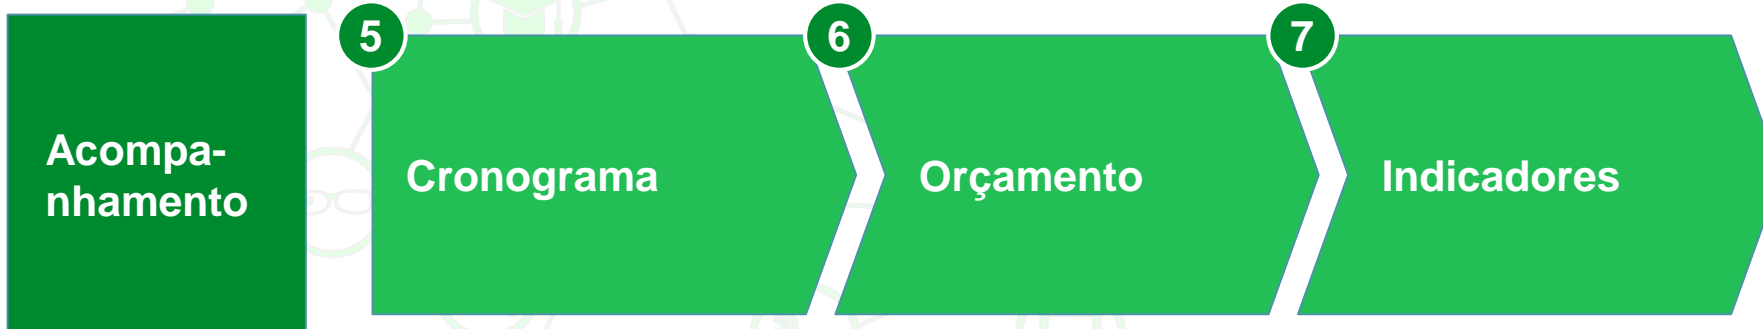 Acompa-
nhamento
5
Cronograma
6
Orçamento
7
Indicadores